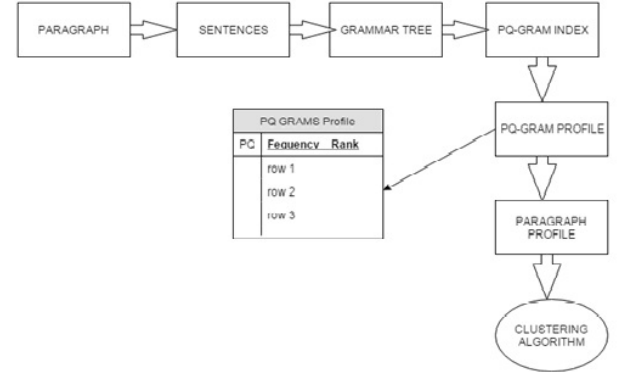 PARAGRAPH
SENTENCES
GRAMMAR TREE
PQ-GRAM INDEX
PQ GRAMS Profile
PQ Fequency Rank
row 1
row 2
row 3
PQ-GRAM PROFILE
PARAGRAPH
PROFILE
CLUSTERING
ALGORITHM